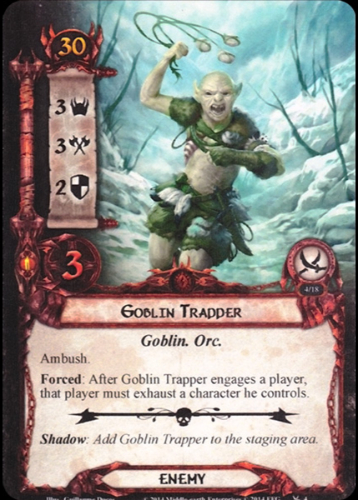 30
3
3
2
3
4/18
Goblin Trapper
Goblin. Orc.
Ambush.
Forced: After Goblin Trapper engages a player,
that player must exhaust a character he controls.
Shadow: Add Goblin Trapper to the staging area.
ENEMY